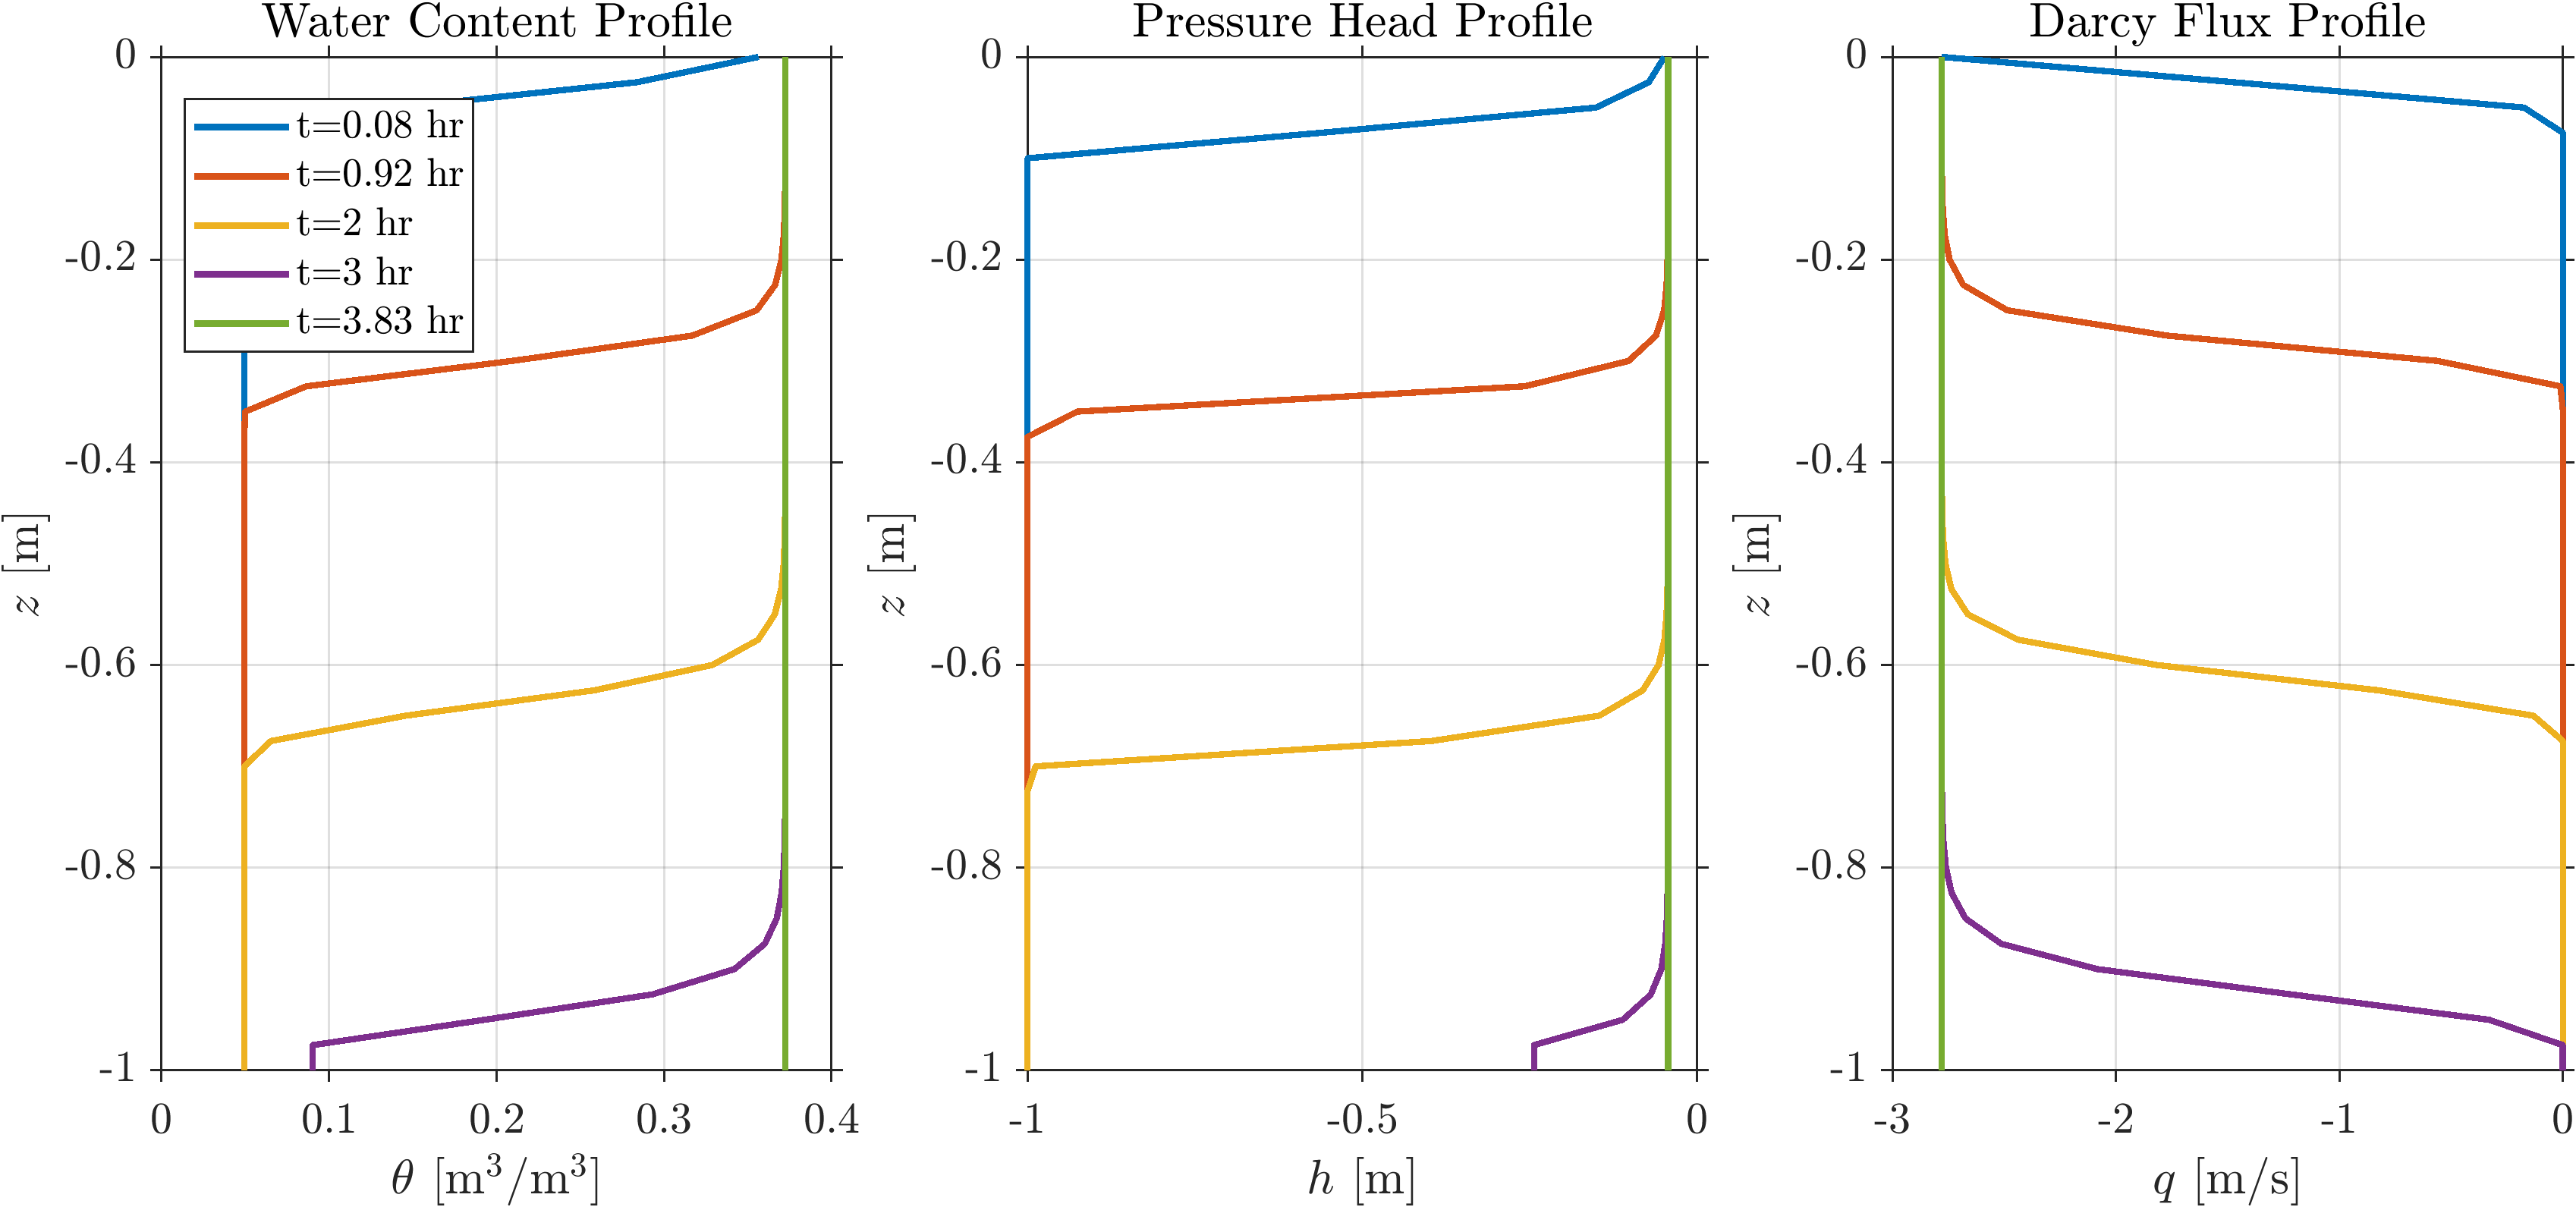 Water Content Profile
0
-0.2
-0.4
-0.6
-0.8
-1
z [m]
t=0.08 hr
t=0.92 hr
t=2 hr
t=3 hr
t=3.83 hr
0 0.1 0.2 0.3 0.4
θ [m³/m³]
Pressure Head Profile
0
-0.2
-0.4
-0.6
-0.8
-1
z [m]
-1 -0.5 0
h [m]
Darcy Flux Profile
0
-0.2
-0.4
-0.6
-0.8
-1
z [m]
-3 -2 -1 0
q [m/s]